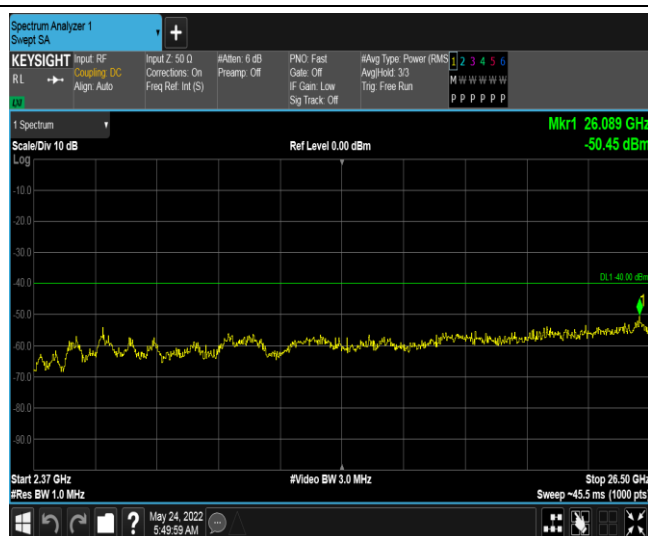 Spectrum Analyzer 1
Swept SA
+
KEYSIGHT Input: RF Input Z: 50 Ω #Atten: 6 dB PNO: Fast #Avg Type: Power (RMS 1 2 3 4 5 6
RL Coupling: DC Corrections: On Preamp: Off Gate: Off Avg|Hold: 3/3 M W W W W W
Align: Auto Freq Ref: Int (S) IF Gain: Low Trig: Free Run
Sig Track: Off P P P P P P
1 Spectrum Mkr1 26.089 GHz
Scale/Div 10 dB Ref Level 0.00 dBm -50.45 dBm
Log
-10.0
-20.0
-30.0
DL1 -40.00 dBm
-40.0
1
-50.0
-60.0
-70.0
-80.0
-90.0
Start 2.37 GHz #Video BW 3.0 MHz Stop 26.50 GHz
#Res BW 1.0 MHz Sweep ~45.5 ms (1000 pts)
? May 24, 2022
5:49:59 AM